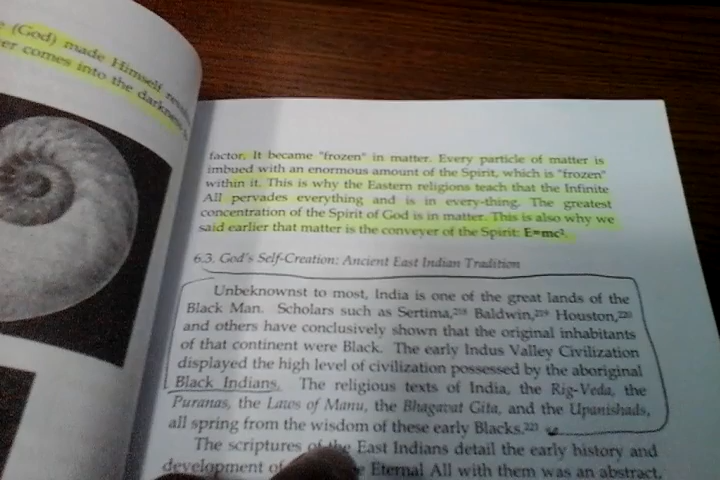 (God) made Himself
er comes into the darkness
factor. It became "frozen" in matter. Every particle of matter is
imbued with an enormous amount of the Spirit, which is "frozen"
within it. This is why the Eastern religions teach that the Infinite
All pervades everything and is in every-thing. The greatest
concentration of the Spirit of God is in matter. This is also why we
said earlier that matter is the conveyer of the Spirit: E=mc².
6.3. God's Self-Creation: Ancient East Indian Tradition
Unbeknownst to most, India is one of the great lands of the
Black Man. Scholars such as Sertima,²¹⁸ Baldwin,²¹⁹ Houston,²²⁰
and others have conclusively shown that the original inhabitants
of that continent were Black. The early Indus Valley Civilization
displayed the high level of civilization possessed by the aboriginal
Black Indians. The religious texts of India, the Rig-Veda, the
Puranas, the Laws of Manu, the Bhagavat Gita, and the Upanishads,
all spring from the wisdom of these early Blacks.²²¹
The scriptures of the East Indians detail the early history and
development of Eternal All with them was an abstract,